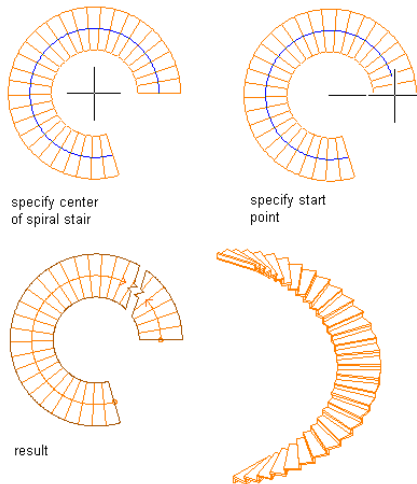 specify center
of spiral stair
specify start
point
result